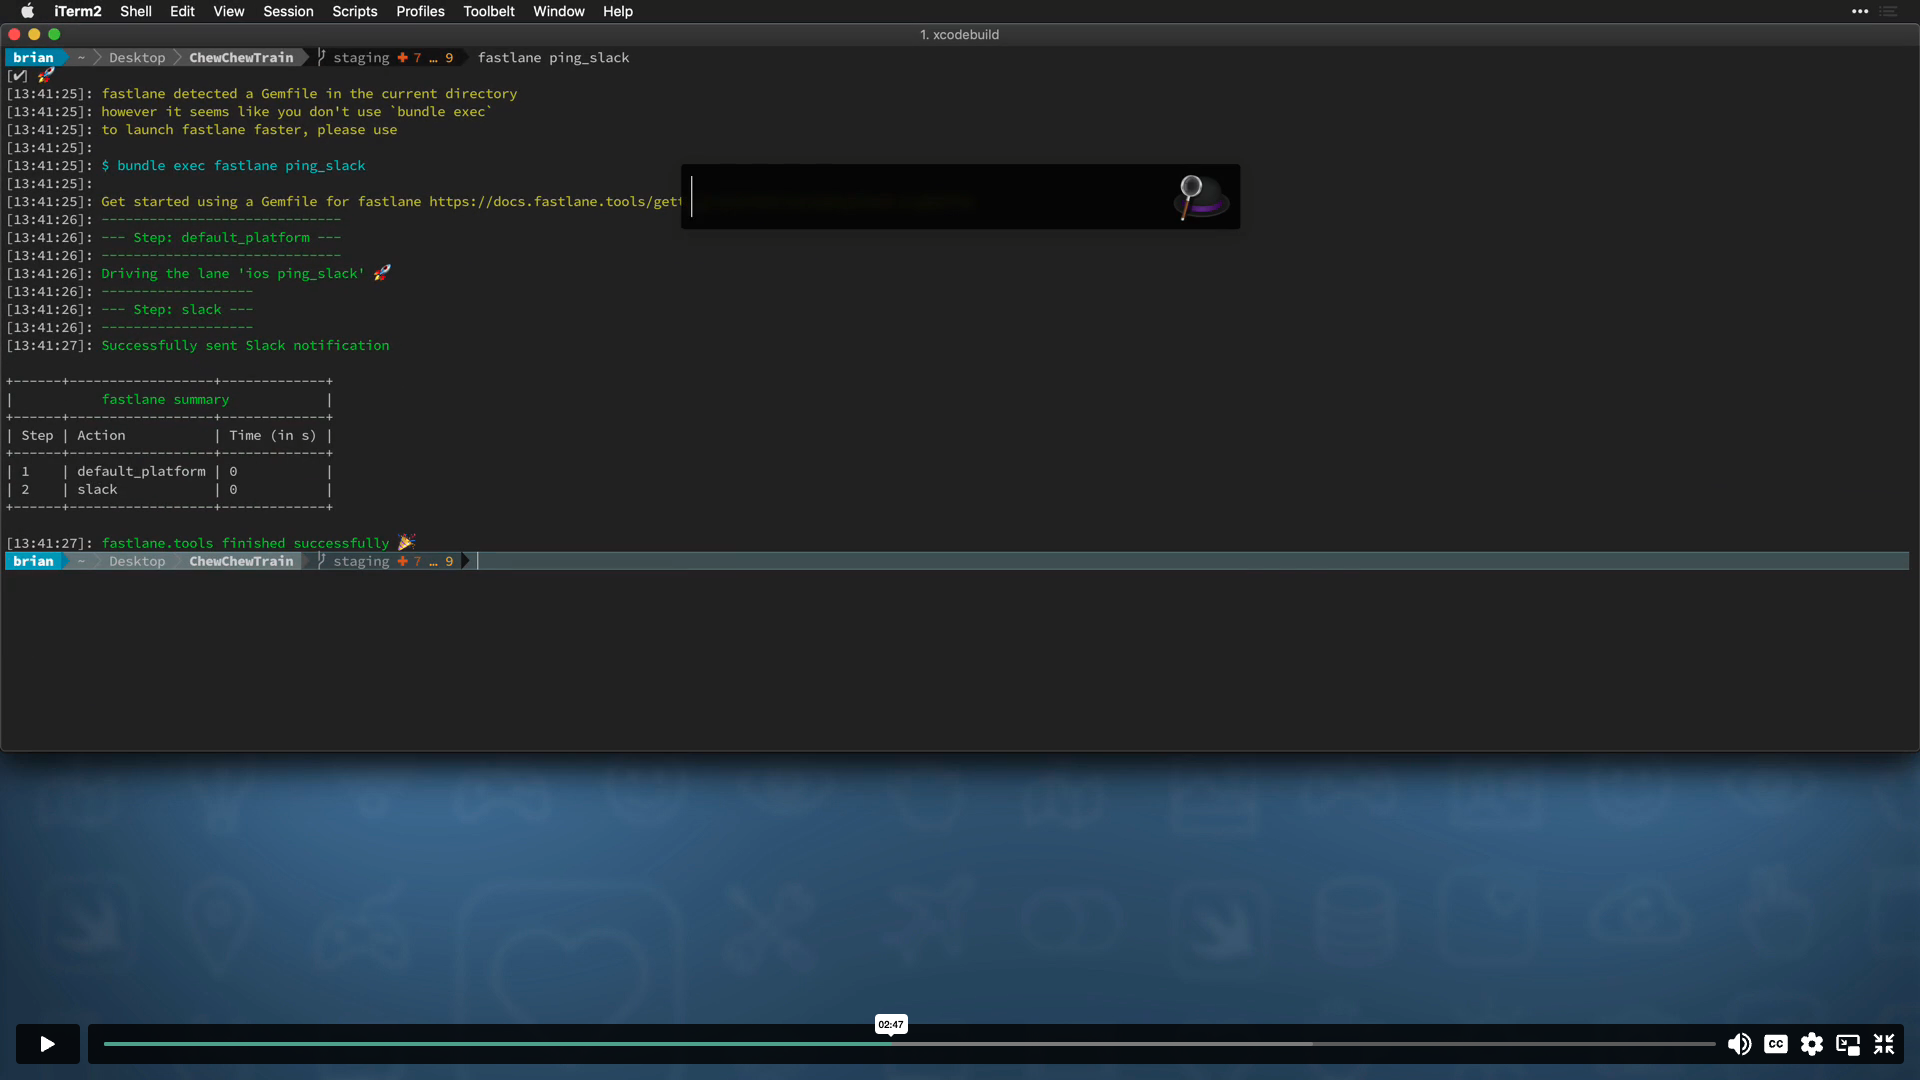 iTerm2 Shell Edit View Session Scripts Profiles Toolbelt Window Help
1. xcodebuild
brian ~ Desktop ChewChewTrain staging ✚ 7 … 9 fastlane ping_slack
[✔] 🚀
[13:41:25]: fastlane detected a Gemfile in the current directory
[13:41:25]: however it seems like you don't use `bundle exec`
[13:41:25]: to launch fastlane faster, please use
[13:41:25]:
[13:41:25]: $ bundle exec fastlane ping_slack
[13:41:25]:
[13:41:25]: Get started using a Gemfile for fastlane https://docs.fastlane.tools/gett
[13:41:26]: ------------------------------
[13:41:26]: --- Step: default_platform ---
[13:41:26]: ------------------------------
[13:41:26]: Driving the lane 'ios ping_slack' 🚀
[13:41:26]: -------------------
[13:41:26]: --- Step: slack ---
[13:41:26]: -------------------
[13:41:27]: Successfully sent Slack notification
+------+------------------+-------------+
| fastlane summary |
+------+------------------+-------------+
| Step | Action | Time (in s) |
+------+------------------+-------------+
| 1 | default_platform | 0 |
| 2 | slack | 0 |
+------+------------------+-------------+
[13:41:27]: fastlane.tools finished successfully 🎉
brian ~ Desktop ChewChewTrain staging ✚ 7 … 9
02:47
CC